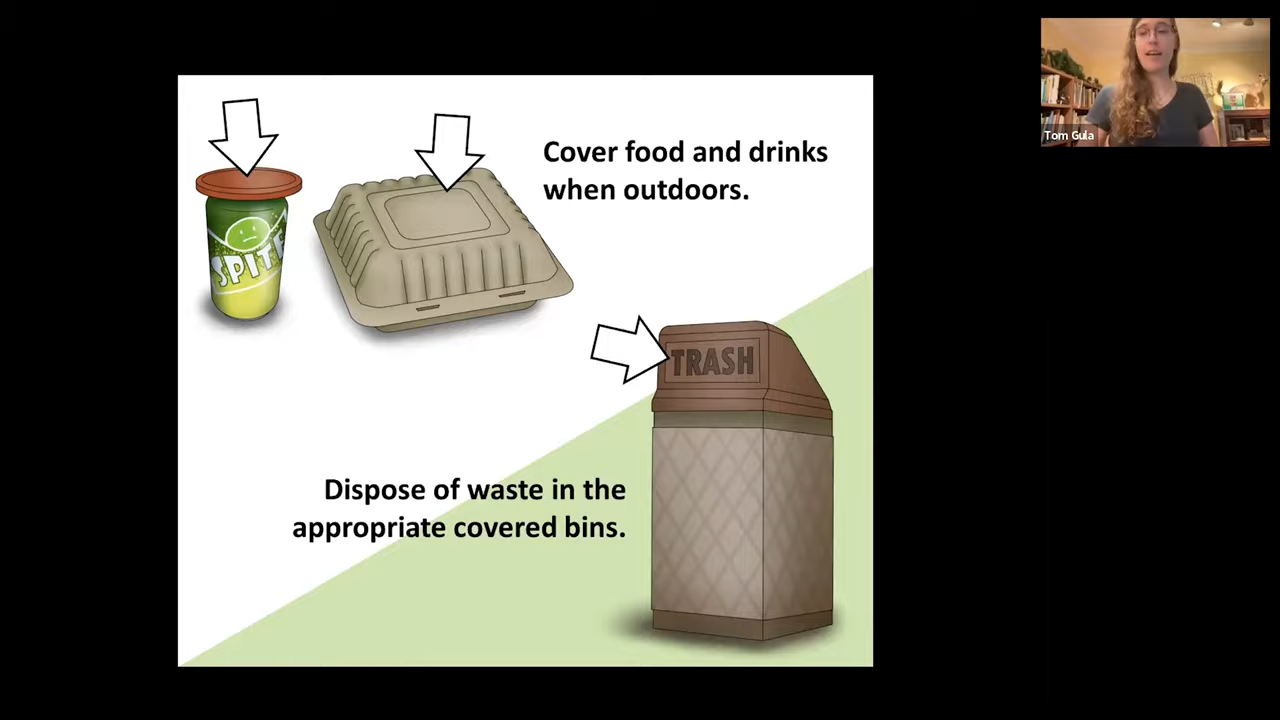 Cover food and drinks
when outdoors.
SPITE
TRASH
Dispose of waste in the
appropriate covered bins.
Tom Gula